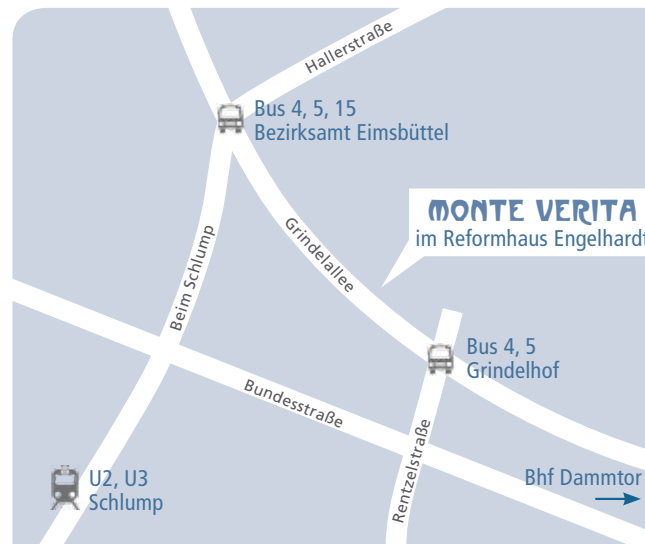 Hallerstraße
Bus 4, 5, 15
Bezirksamt Eimsbüttel
MONTE VERITA
im Reformhaus Engelhardt
Grindelallee
Beim Schlump
Bus 4, 5
Grindelhof
Bundesstraße
Rentzelstraße
U2, U3
Schlump
Bhf Dammtor